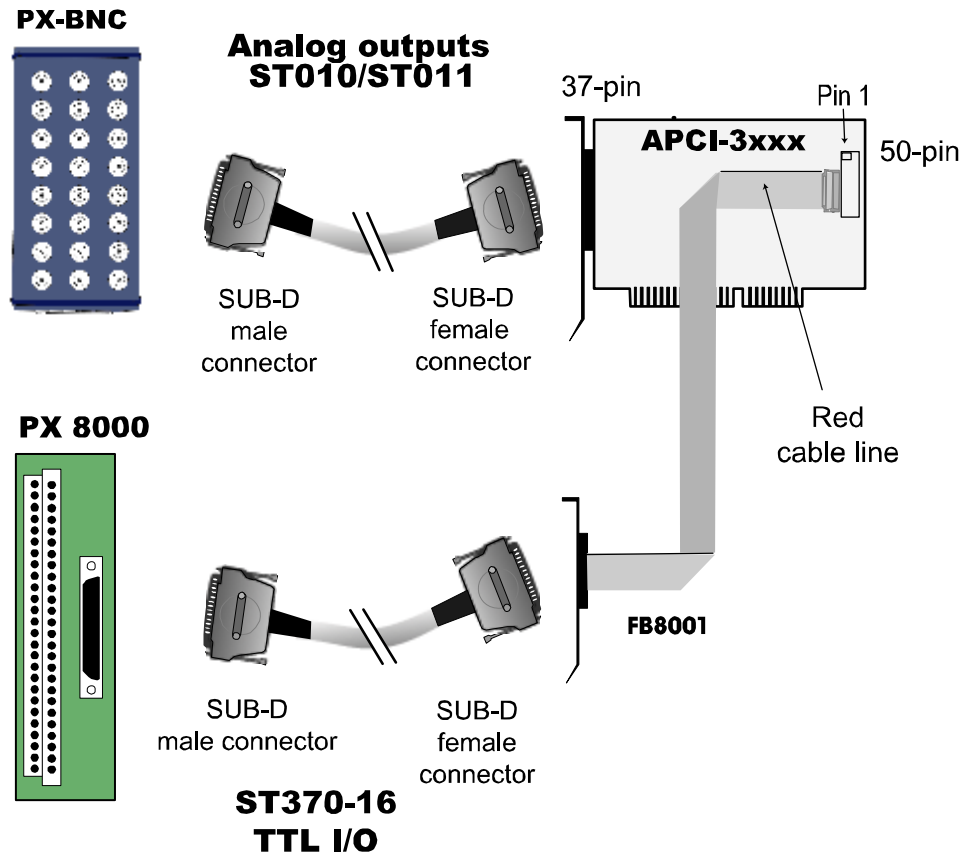 PX-BNC
Analog outputs
ST010/ST011
37-pin
Pin 1
APCI-3xxx
50-pin
SUB-D
male
connector
SUB-D
female
connector
Red
cable line
PX 8000
FB8001
SUB-D
male connector
SUB-D
female
connector
ST370-16
TTL I/O